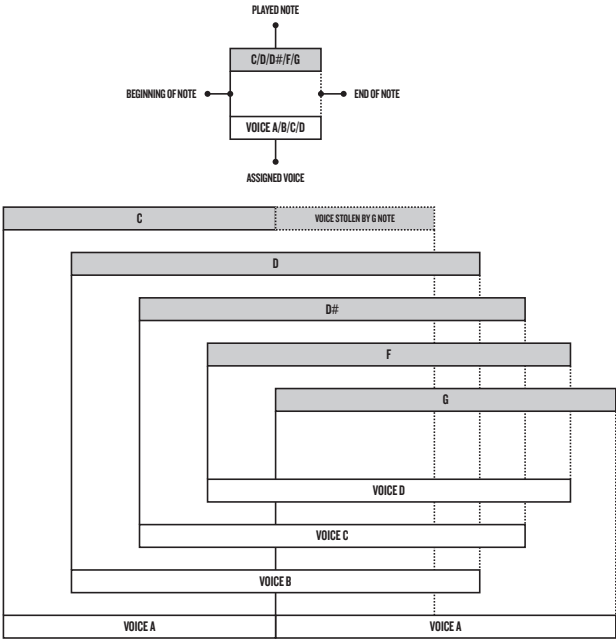 PLAYED NOTE
C/D/D#/F/G
BEGINNING OF NOTE
END OF NOTE
VOICE A/B/C/D
ASSIGNED VOICE
C
VOICE STOLEN BY G NOTE
D
D#
F
G
VOICE D
VOICE C
VOICE B
VOICE A
VOICE A